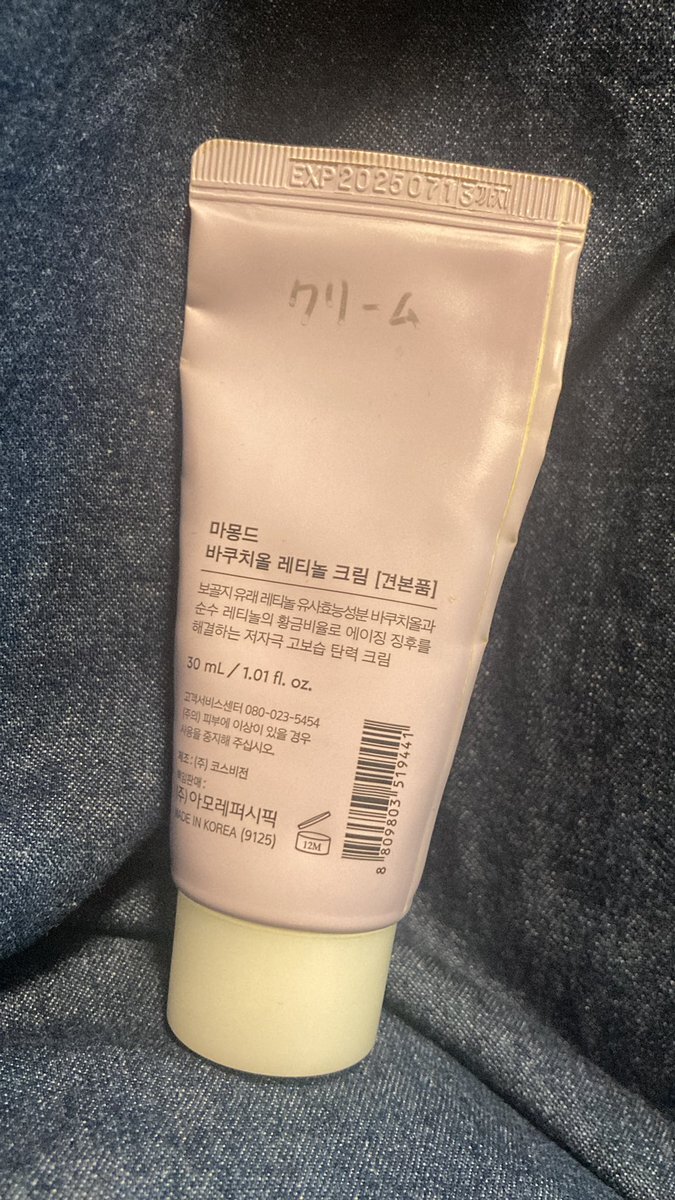 EXP20250713까지
クリーム
마몽드
바쿠치올 레티놀 크림 [견본품]
보골지 유래 레티놀 유사효능성분 바쿠치올과
순수 레티놀의 황금비율로 에이징 징후를
해결하는 저자극 고보습 탄력 크림
30 mL / 1.01 fl. oz.
고객서비스센터 080-023-5454
(주의) 피부에 이상이 있을 경우
사용을 중지해 주십시오.
제조 : (주) 코스비전
책임판매 :
(주)아모레퍼시픽
MADE IN KOREA (9125)
12M
8 809803 519441